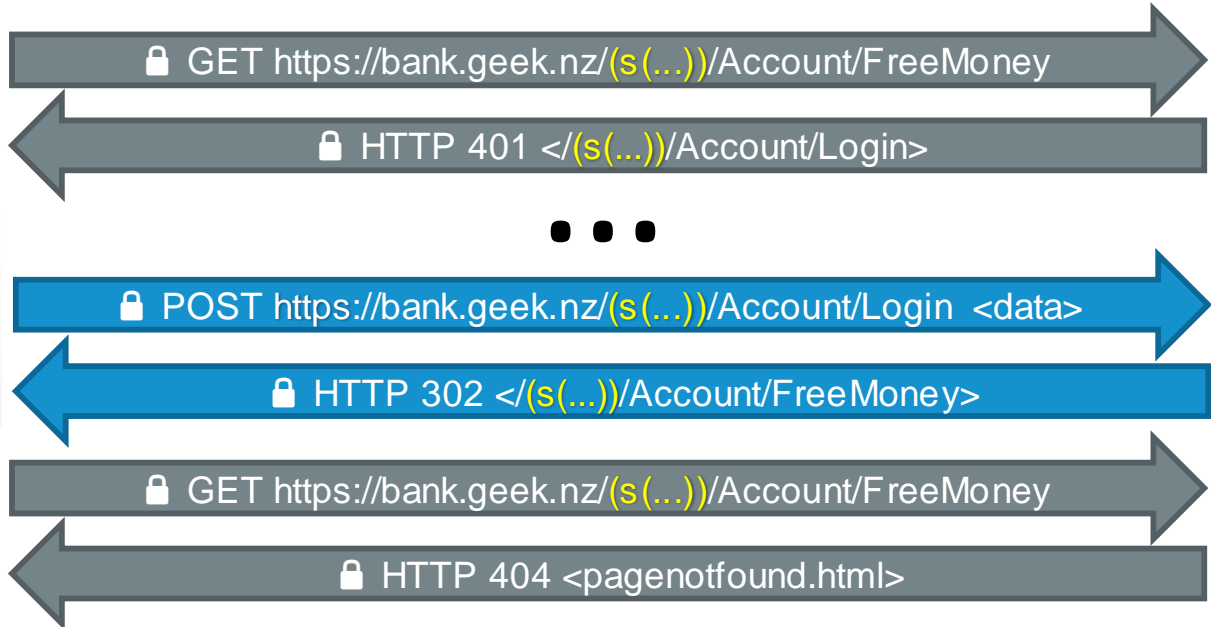 GET https://bank.geek.nz/(s(...))/Account/FreeMoney
HTTP 401 </(s(...))/Account/Login>
...
POST https://bank.geek.nz/(s(...))/Account/Login <data>
HTTP 302 </(s(...))/Account/FreeMoney>
GET https://bank.geek.nz/(s(...))/Account/FreeMoney
HTTP 404 <pagenotfound.html>